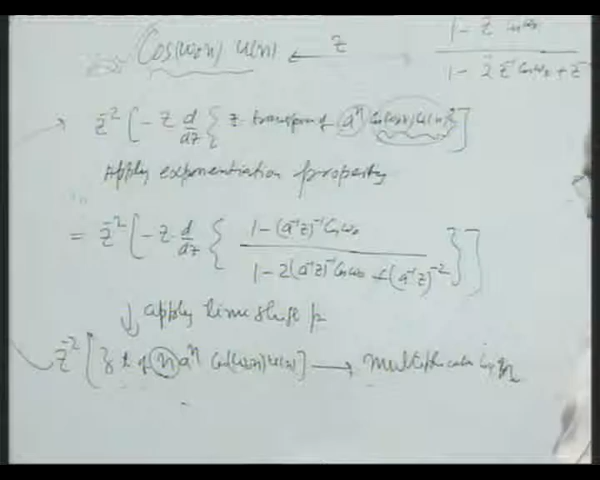 Cos(ω₀n) u(n) ⟵ z ⟶ 1 - z⁻¹ cos ω₀ / 1 - 2 z⁻¹ Cos ω₀ + z⁻
→ z⁻² [ -z d/dz { z-transform of aⁿ Cos(ω₀n) u(n) } ]
Apply exponentiation property
= z⁻² [ -z d/dz { 1-(a⁻¹z)⁻¹ Cos ω₀ / 1-2(a⁻¹z)⁻¹ Cos ω₀ + (a⁻¹z)⁻² } ]
↓ apply time shift p
z⁻² [ z t of n aⁿ Cos(ω₀n) u(n) ] → multiplication by n